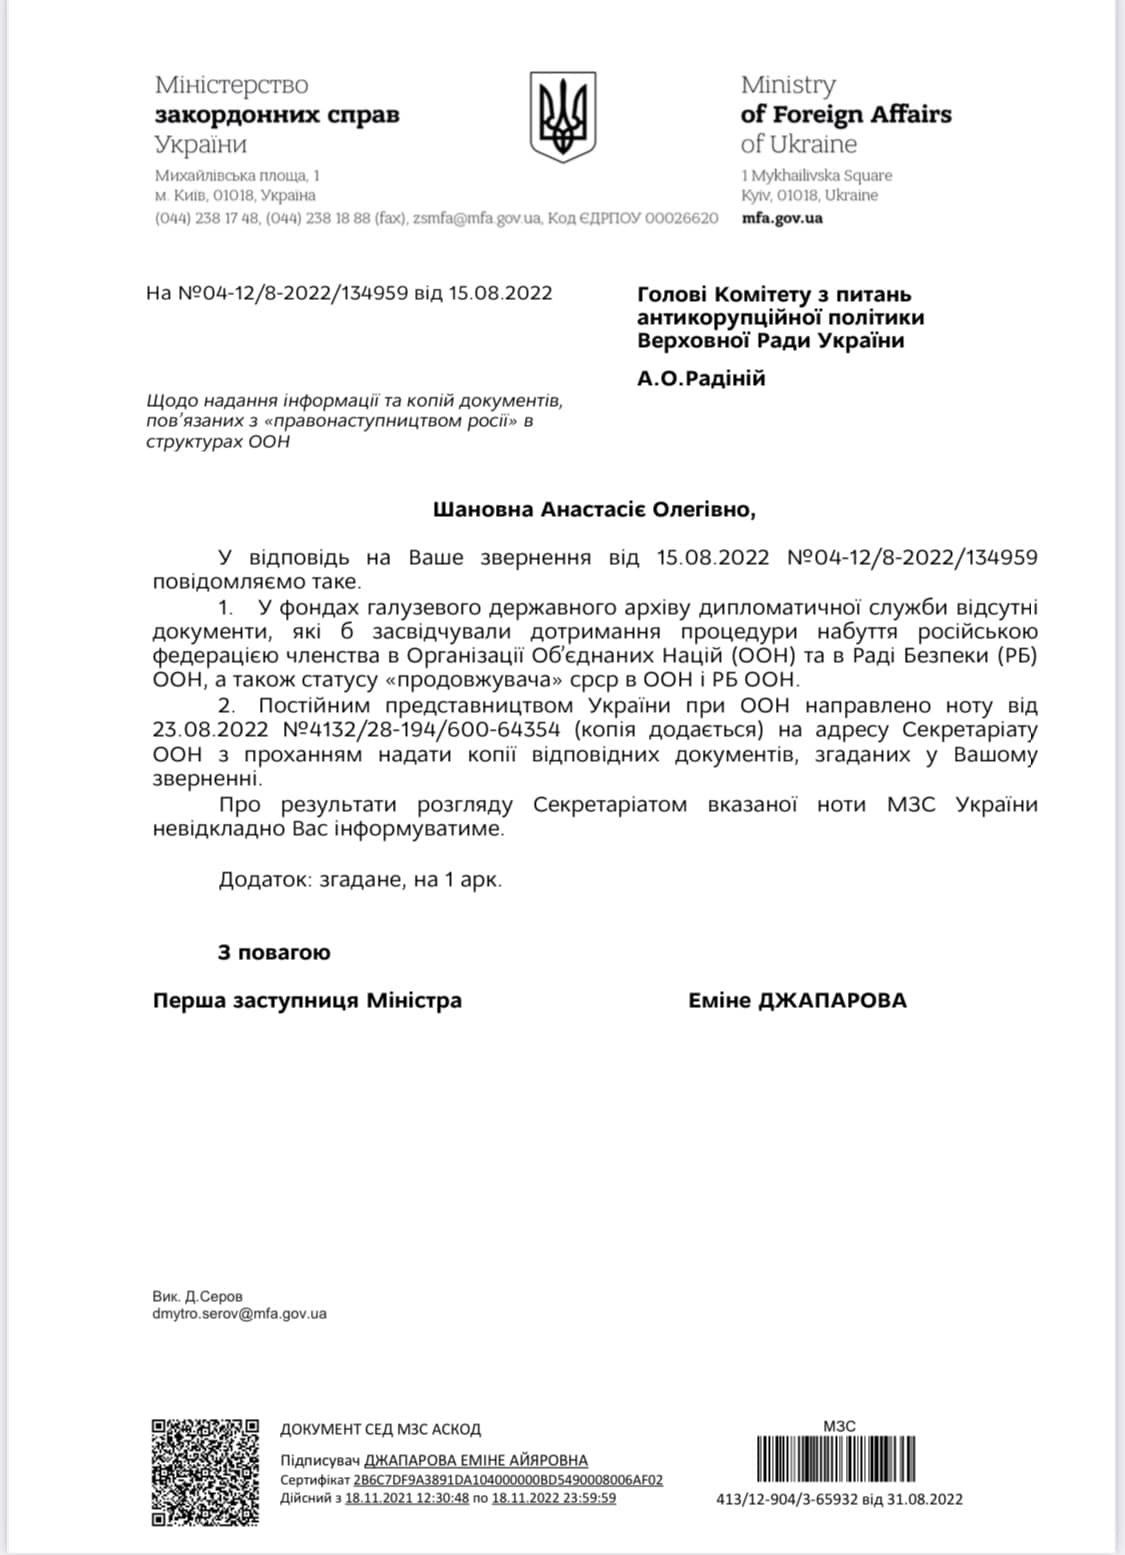 Міністерство
закордонних справ
України
Михайлівська площа, 1
м. Київ, 01018, Україна
(044) 238 17 48, (044) 238 18 88 (fax), zsmfa@mfa.gov.ua, Код ЄДРПОУ 00026620
Ministry
of Foreign Affairs
of Ukraine
1 Mykhailivska Square
Kyiv, 01018, Ukraine
mfa.gov.ua
На №04-12/8-2022/134959 від 15.08.2022
Голові Комітету з питань
антикорупційної політики
Верховної Ради України
А.О.Радіній
Щодо надання інформації та копій документів,
пов’язаних з «правонаступництвом росії» в
структурах ООН
Шановна Анастасіє Олегівно,
У відповідь на Ваше звернення від 15.08.2022 №04-12/8-2022/134959
повідомляємо таке.
1. У фондах галузевого державного архіву дипломатичної служби відсутні
документи, які б засвідчували дотримання процедури набуття російською
федерацією членства в Організації Об’єднаних Націй (ООН) та в Раді Безпеки (РБ)
ООН, а також статусу «продовжувача» срср в ООН і РБ ООН.
2. Постійним представництвом України при ООН направлено ноту від
23.08.2022 №4132/28-194/600-64354 (копія додається) на адресу Секретаріату
ООН з проханням надати копії відповідних документів, згаданих у Вашому
зверненні.
Про результати розгляду Секретаріатом вказаної ноти МЗС України
невідкладно Вас інформуватиме.
Додаток: згадане, на 1 арк.
З повагою
Перша заступниця Міністра
Еміне ДЖАПАРОВА
Вик. Д.Серов
dmytro.serov@mfa.gov.ua
ДОКУМЕНТ СЕД МЗС АСКОД
Підписувач ДЖАПАРОВА ЕМІНЕ АЙЯРОВНА
Сертифікат 2B6C7DF9A3891DA104000000BD5490008006AF02
Дійсний з 18.11.2021 12:30:48 по 18.11.2022 23:59:59
МЗС
413/12-904/3-65932 від 31.08.2022